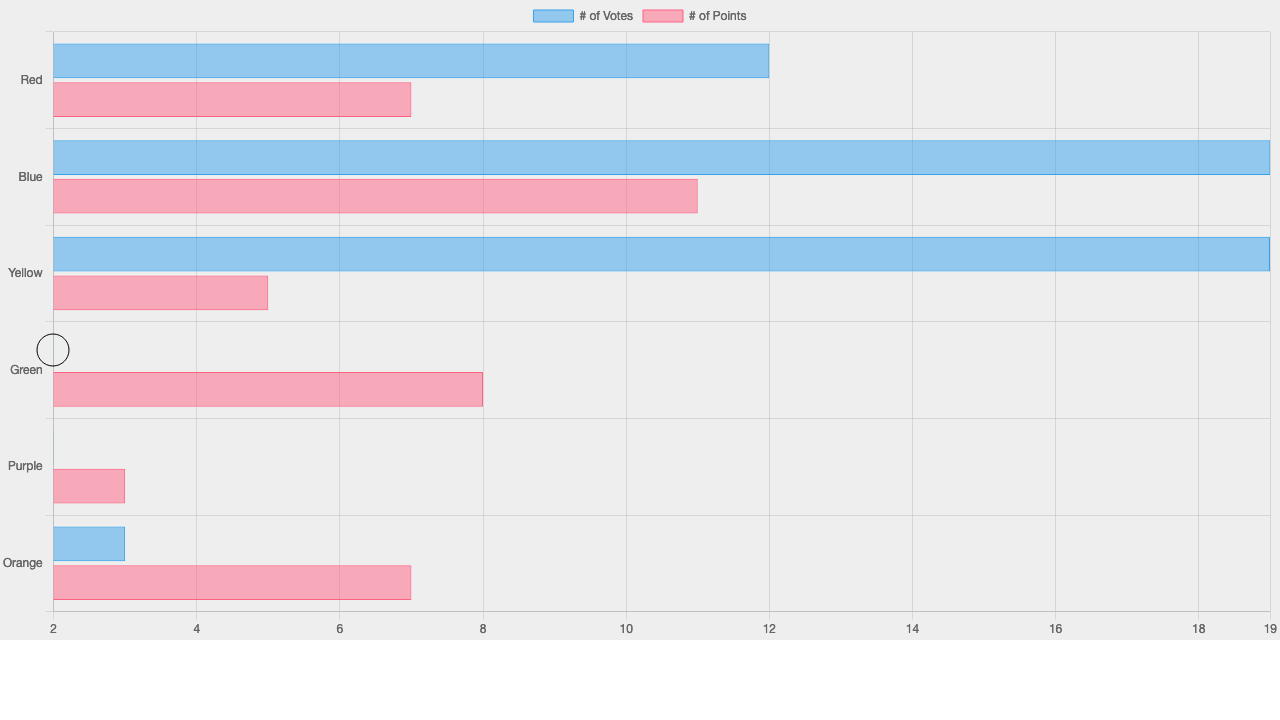 # of Votes # of Points
Red
Blue
Yellow
Green
Purple
Orange
2 4 6 8 10 12 14 16 18 19